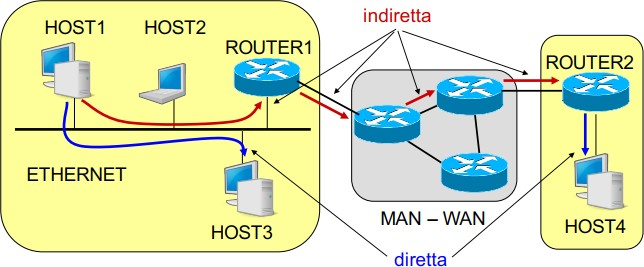 indiretta
HOST1
HOST2
ROUTER1
ROUTER2
ETHERNET
HOST3
MAN – WAN
HOST4
diretta